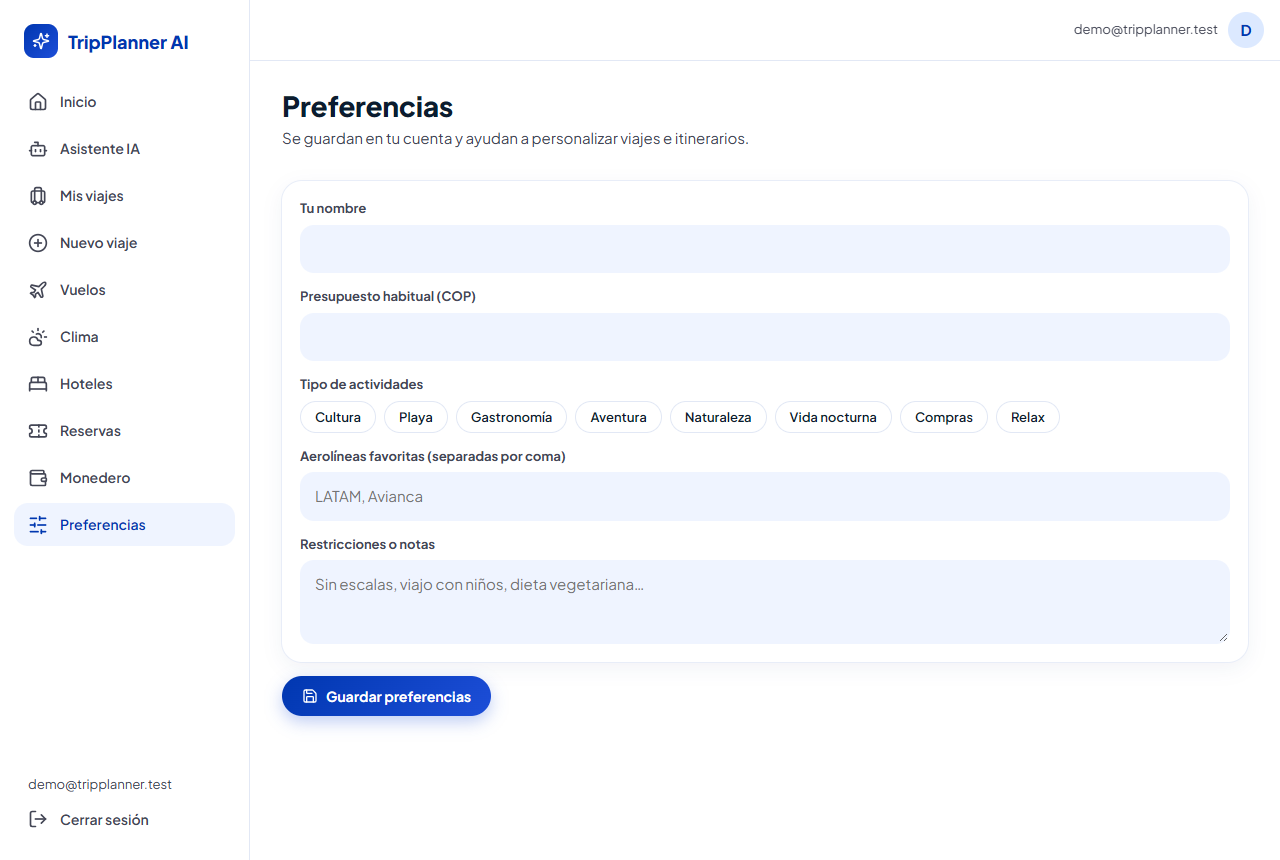 TripPlanner AI
Inicio
Asistente IA
Mis viajes
Nuevo viaje
Vuelos
Clima
Hoteles
Reservas
Monedero
Preferencias
demo@tripplanner.test
Cerrar sesión
demo@tripplanner.test
D
Preferencias
Se guardan en tu cuenta y ayudan a personalizar viajes e itinerarios.
Tu nombre
Presupuesto habitual (COP)
Tipo de actividades
Cultura
Playa
Gastronomía
Aventura
Naturaleza
Vida nocturna
Compras
Relax
Aerolíneas favoritas (separadas por coma)
LATAM, Avianca
Restricciones o notas
Sin escalas, viajo con niños, dieta vegetariana…
Guardar preferencias